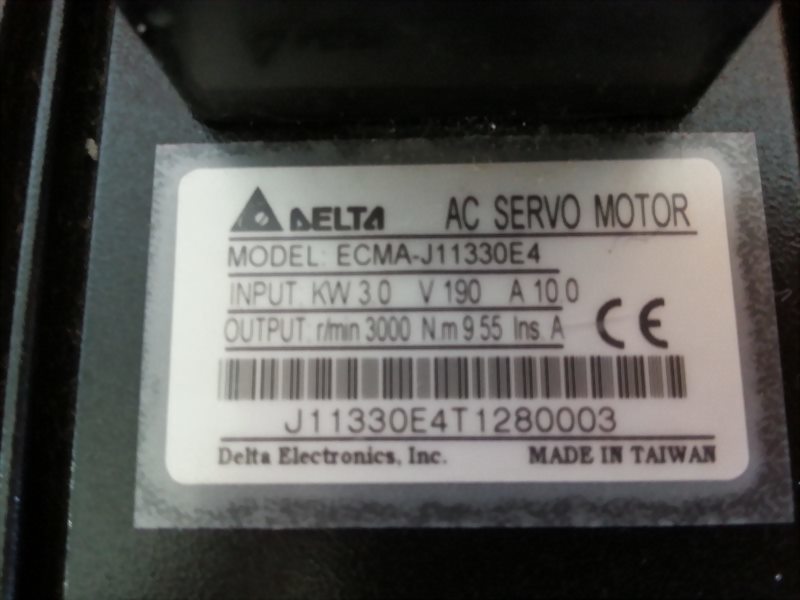 DELTA AC SERVO MOTOR
MODEL: ECMA-J11330E4
INPUT: KW 3.0 V 190 A 10.0
OUTPUT: r/min 3000 N.m 9.55 Ins. A
CE
J11330E4T1280003
Delta Electronics, Inc. MADE IN TAIWAN